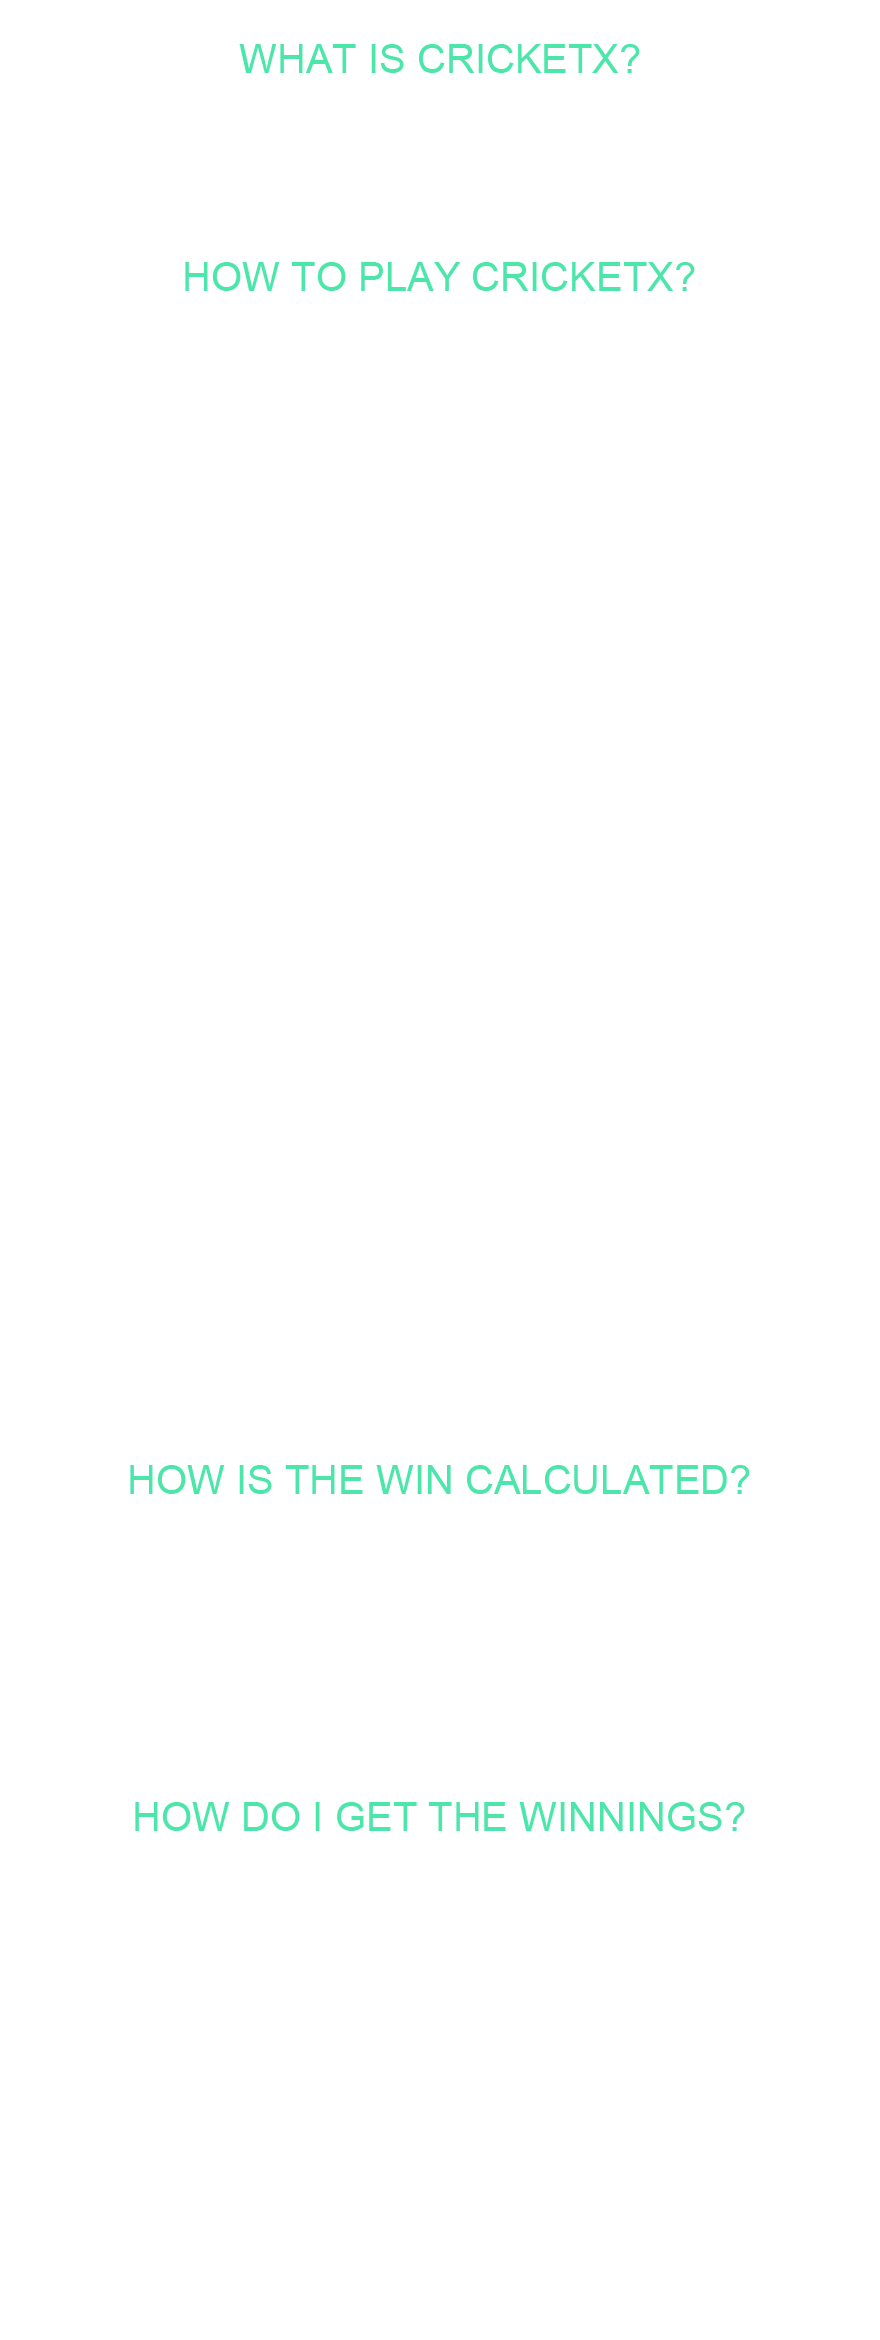 WHAT IS CRICKETX?
HOW TO PLAY CRICKETX?
HOW IS THE WIN CALCULATED?
HOW DO I GET THE WINNINGS?